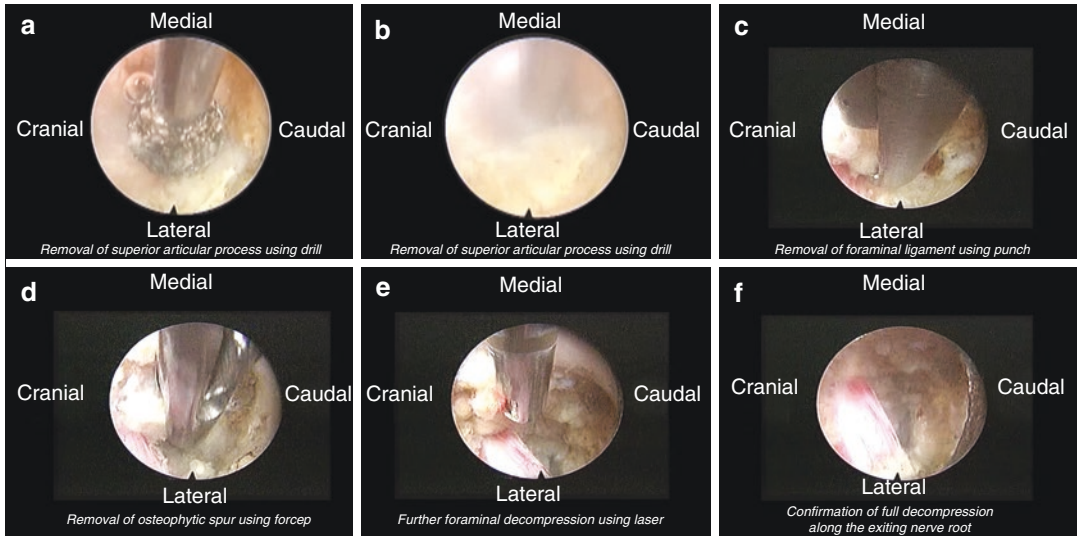 a
Medial
Cranial
Caudal
Lateral
Removal of superior articular process using drill
b
Medial
Cranial
Caudal
Lateral
Removal of superior articular process using drill
c
Medial
Cranial
Caudal
Lateral
Removal of foraminal ligament using punch
d
Medial
Cranial
Caudal
Lateral
Removal of osteophytic spur using forcep
e
Medial
Cranial
Caudal
Lateral
Further foraminal decompression using laser
f
Medial
Cranial
Caudal
Lateral
Confirmation of full decompression
along the exiting nerve root